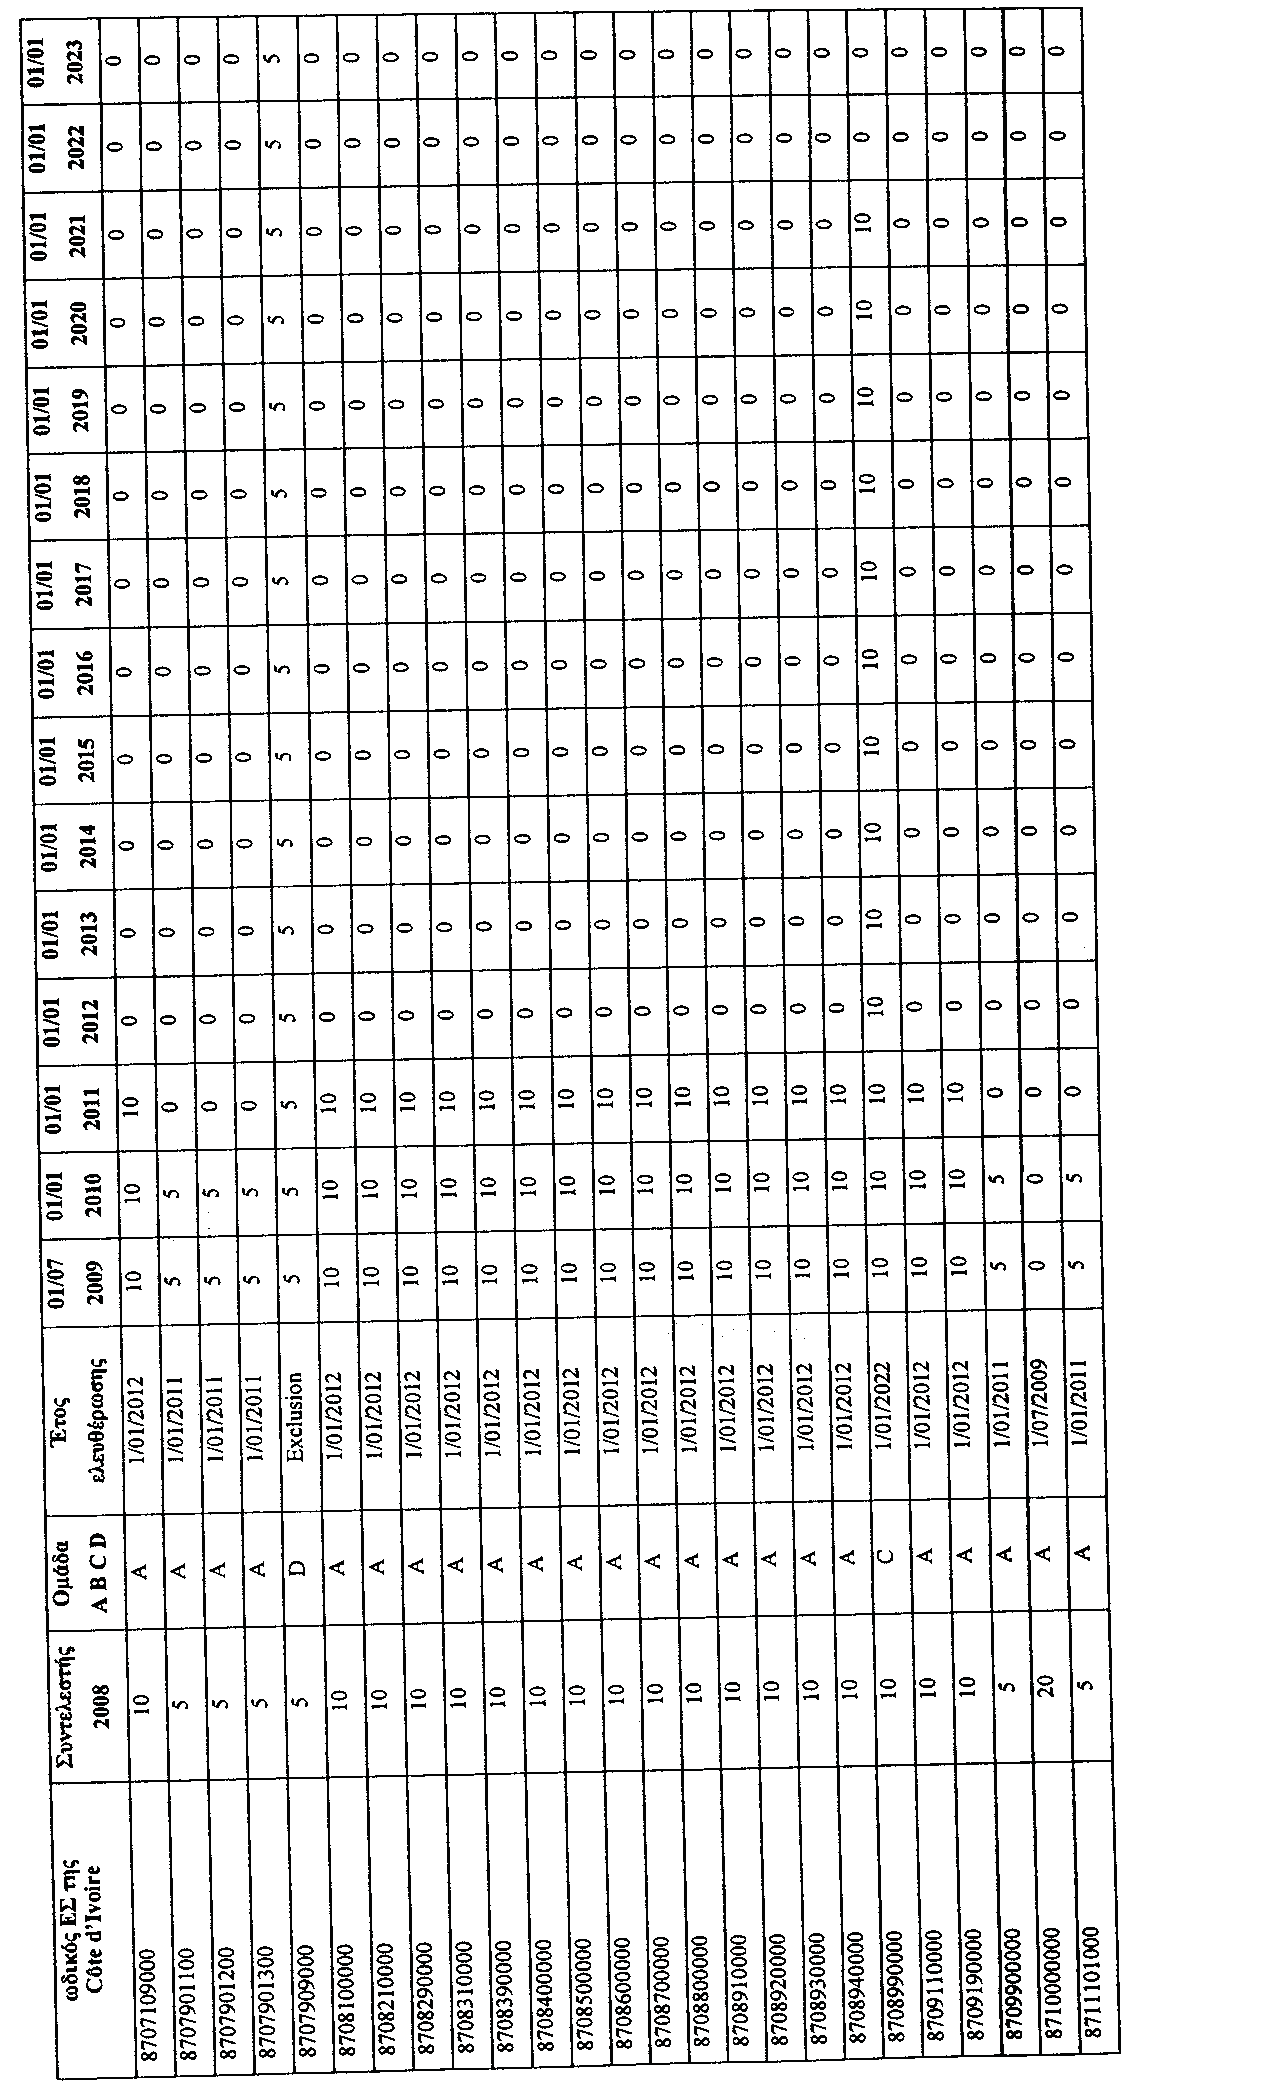 ωδικός ΕΣ της Côte d'Ivoire Συντελεστής 2008 Ομάδα A B C D Έτος ελευθέρωσης 01/07 2009 01/01 2010 01/01 2011 01/01 2012 01/01 2013 01/01 2014 01/01 2015 01/01 2016 01/01 2017 01/01 2018 01/01 2019 01/01 2020 01/01 2021 01/01 2022 01/01 2023
8707109000 10 A 1/01/2012 10 10 10 0 0 0 0 0 0 0 0 0 0 0 0
8707901100 5 A 1/01/2011 5 5 0 0 0 0 0 0 0 0 0 0 0 0 0
8707901200 5 A 1/01/2011 5 5 0 0 0 0 0 0 0 0 0 0 0 0 0
8707901300 5 A 1/01/2011 5 5 0 0 0 0 0 0 0 0 0 0 0 0 0
8707909000 5 D Exclusion 5 5 5 5 5 5 5 5 5 5 5 5 5 5 5
8708100000 10 A 1/01/2012 10 10 10 0 0 0 0 0 0 0 0 0 0 0 0
8708210000 10 A 1/01/2012 10 10 10 0 0 0 0 0 0 0 0 0 0 0 0
8708290000 10 A 1/01/2012 10 10 10 0 0 0 0 0 0 0 0 0 0 0 0
8708310000 10 A 1/01/2012 10 10 10 0 0 0 0 0 0 0 0 0 0 0 0
8708390000 10 A 1/01/2012 10 10 10 0 0 0 0 0 0 0 0 0 0 0 0
8708400000 10 A 1/01/2012 10 10 10 0 0 0 0 0 0 0 0 0 0 0 0
8708500000 10 A 1/01/2012 10 10 10 0 0 0 0 0 0 0 0 0 0 0 0
8708600000 10 A 1/01/2012 10 10 10 0 0 0 0 0 0 0 0 0 0 0 0
8708700000 10 A 1/01/2012 10 10 10 0 0 0 0 0 0 0 0 0 0 0 0
8708800000 10 A 1/01/2012 10 10 10 0 0 0 0 0 0 0 0 0 0 0 0
8708910000 10 A 1/01/2012 10 10 10 0 0 0 0 0 0 0 0 0 0 0 0
8708920000 10 A 1/01/2012 10 10 10 0 0 0 0 0 0 0 0 0 0 0 0
8708930000 10 A 1/01/2012 10 10 10 0 0 0 0 0 0 0 0 0 0 0 0
8708940000 10 A 1/01/2012 10 10 10 0 0 0 0 0 0 0 0 0 0 0 0
8708990000 10 C 1/01/2022 10 10 10 10 10 10 10 10 10 10 10 10 10 0 0
8709110000 10 A 1/01/2012 10 10 10 0 0 0 0 0 0 0 0 0 0 0 0
8709190000 10 A 1/01/2012 10 10 10 0 0 0 0 0 0 0 0 0 0 0 0
8709900000 5 A 1/01/2011 5 5 0 0 0 0 0 0 0 0 0 0 0 0 0
8710000000 20 A 1/07/2009 0 0 0 0 0 0 0 0 0 0 0 0 0 0 0
8711101000 5 A 1/01/2011 5 5 0 0 0 0 0 0 0 0 0 0 0 0 0